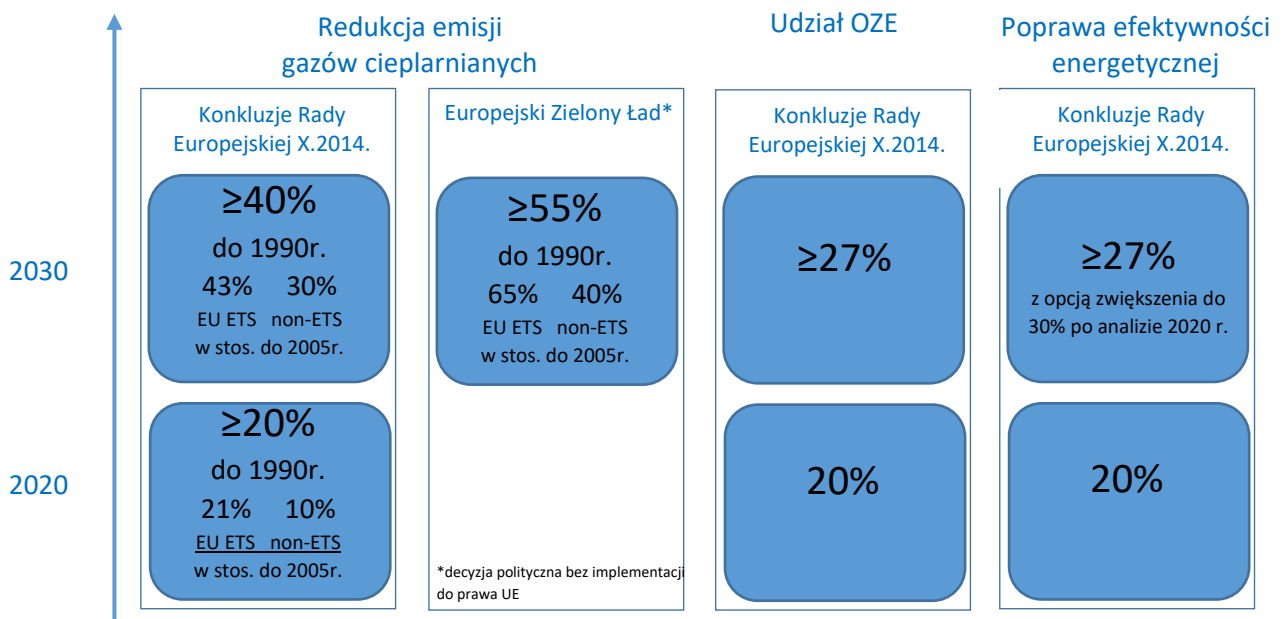 Redukcja emisji
gazów cieplarnianych
Udział OZE
Poprawa efektywności
energetycznej
Konkluzje Rady
Europejskiej X.2014.
Europejski Zielony Ład*
Konkluzje Rady
Europejskiej X.2014.
Konkluzje Rady
Europejskiej X.2014.
2030
≥40%
do 1990r.
43% 30%
EU ETS non-ETS
w stos. do 2005r.
≥55%
do 1990r.
65% 40%
EU ETS non-ETS
w stos. do 2005r.
≥27%
≥27%
z opcją zwiększenia do
30% po analizie 2020 r.
2020
≥20%
do 1990r.
21% 10%
EU ETS non-ETS
w stos. do 2005r.
*decyzja polityczna bez implementacji
do prawa UE
20%
20%